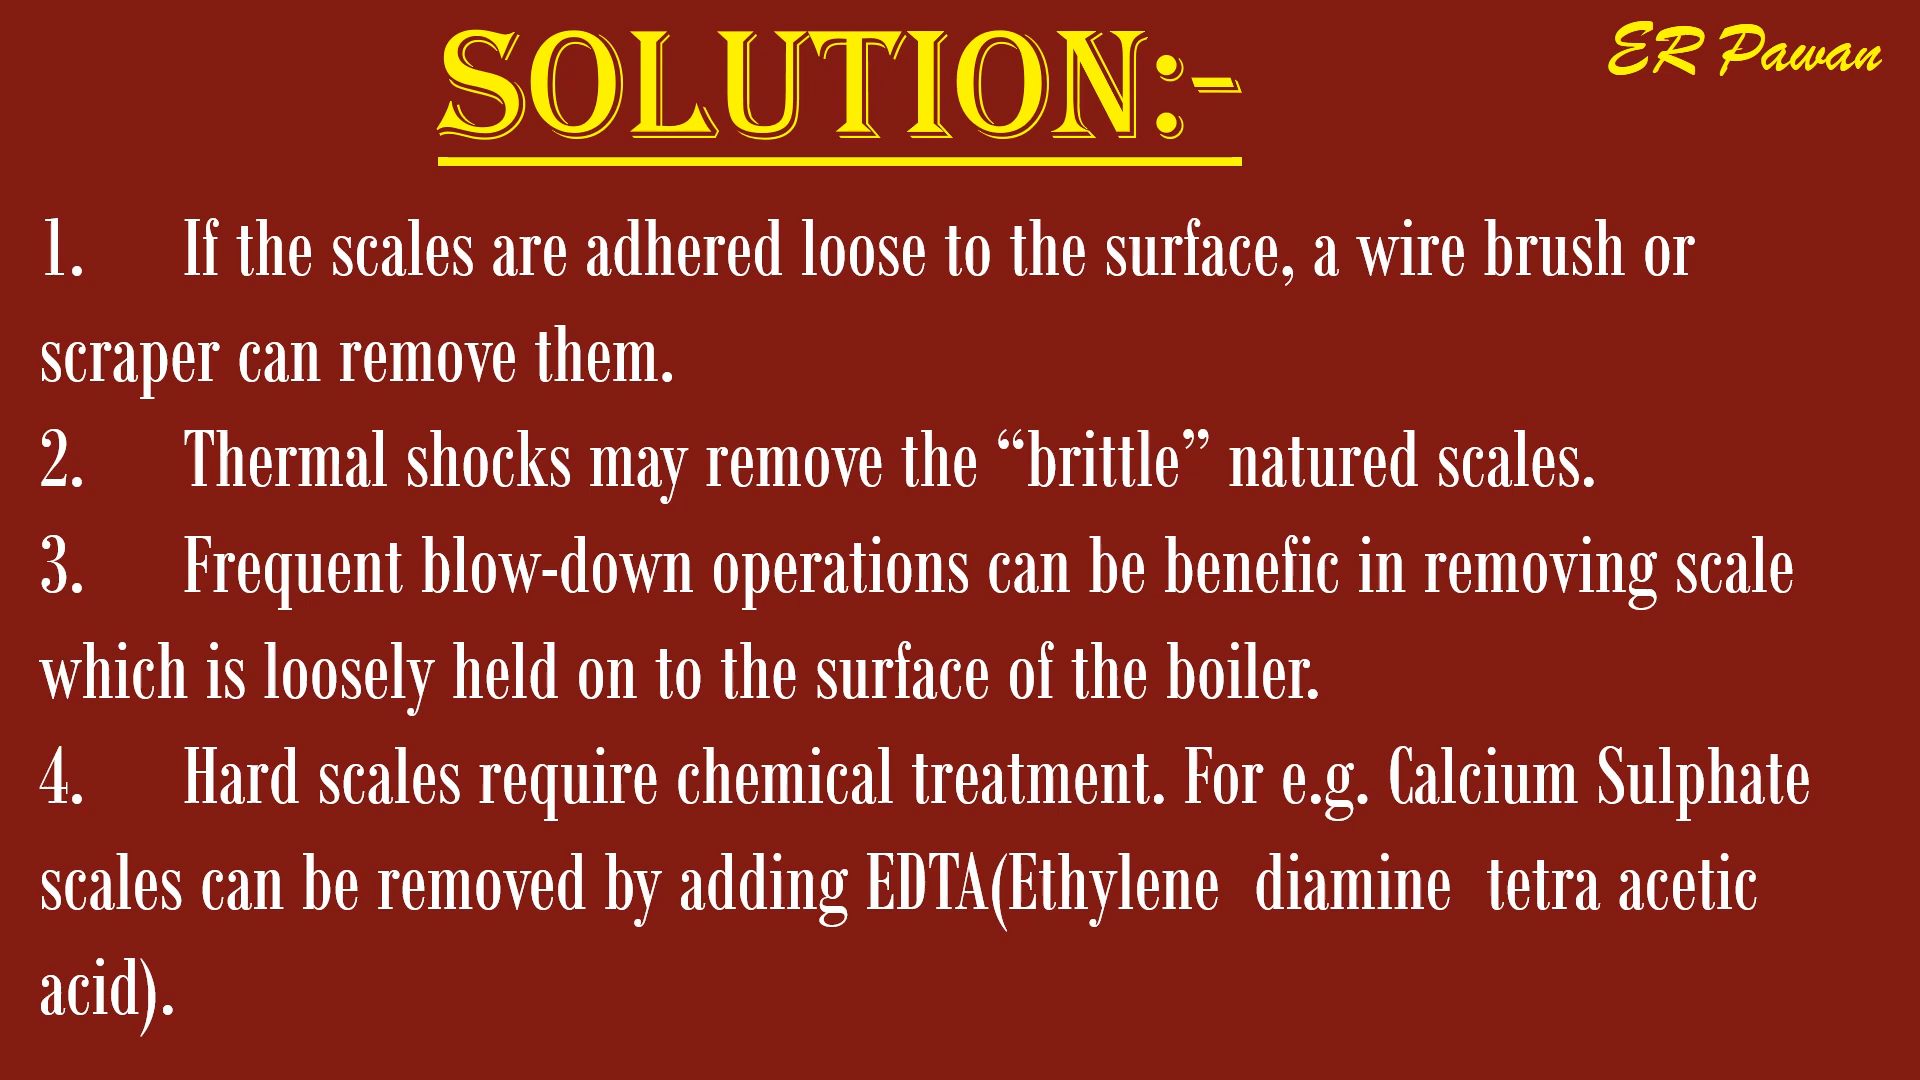 SOLUTION:-
ER Pawan
1. If the scales are adhered loose to the surface, a wire brush or
scraper can remove them.
2. Thermal shocks may remove the “brittle” natured scales.
3. Frequent blow-down operations can be benefic in removing scale
which is loosely held on to the surface of the boiler.
4. Hard scales require chemical treatment. For e.g. Calcium Sulphate
scales can be removed by adding EDTA(Ethylene diamine tetra acetic
acid).